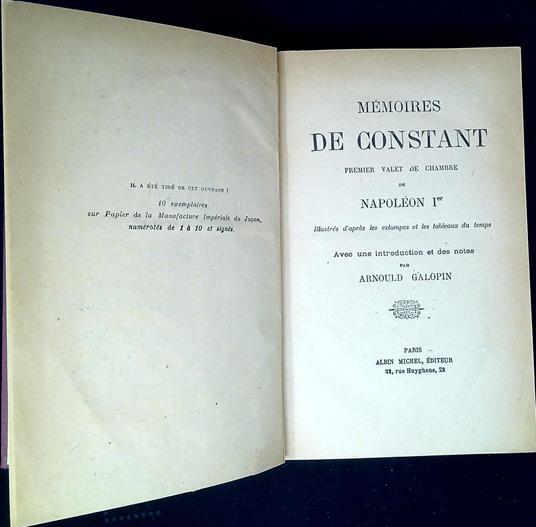 IL A ÉTÉ TIRÉ DE CET OUVRAGE :
10 exemplaires
sur Papier de la Manufacture Impériale du Japon,
numérotés de 1 à 10 et signés.
MÉMOIRES
DE CONSTANT
PREMIER VALET DE CHAMBRE
DE
NAPOLÉON Ier
Illustrés d'après les estampes et les tableaux du temps
Avec une introduction et des notes
PAR
ARNOULD GALOPIN
PARIS
ALBIN MICHEL, ÉDITEUR
22, rue Huyghens, 22